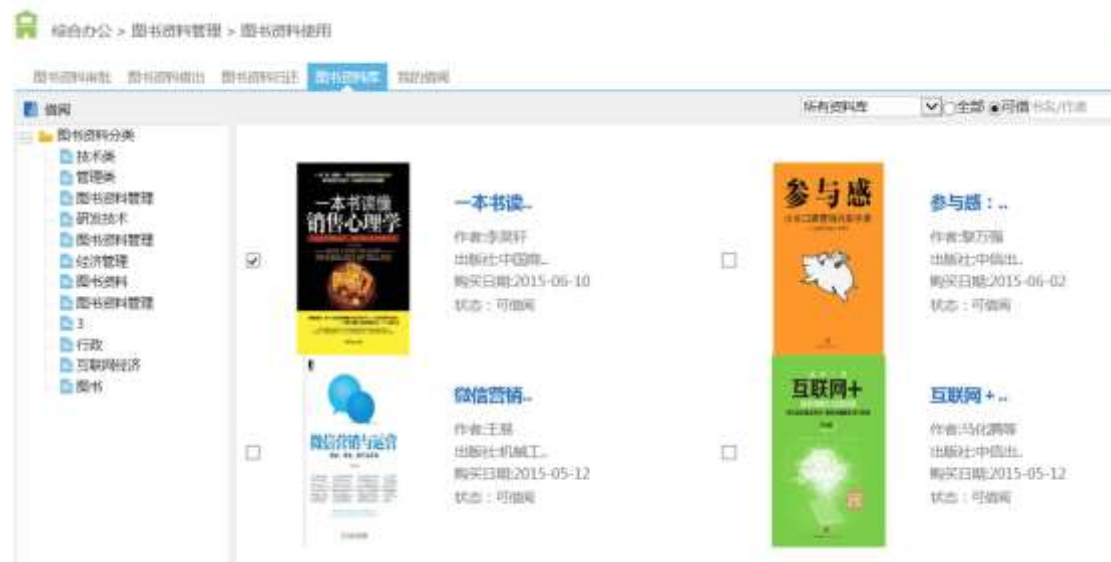 综合办公 > 图书资料管理 > 图书资料使用
图书资料审批 图书资料借出 图书资料归还 图书资料库 我的借阅
借阅
所有资料库 全部 可借 书名/作者
图书资料分类
技术类
管理类
图书资料管理
研发技术
图书资料管理
经济管理
图书资料
图书资料管理
3
行政
互联网经济
图书
一本书读懂
销售心理学
一本书读..
作者:李昊轩
出版社:中国商..
购买日期:2015-06-10
状态：可借阅
参与感
参与感：..
作者:黎万强
出版社:中信出..
购买日期:2015-06-02
状态：可借阅
微信营销与运营
微信营销..
作者:王易
出版社:机械工..
购买日期:2015-05-12
状态：可借阅
互联网+
互联网+..
作者:马化腾等
出版社:中信出..
购买日期:2015-05-12
状态：可借阅